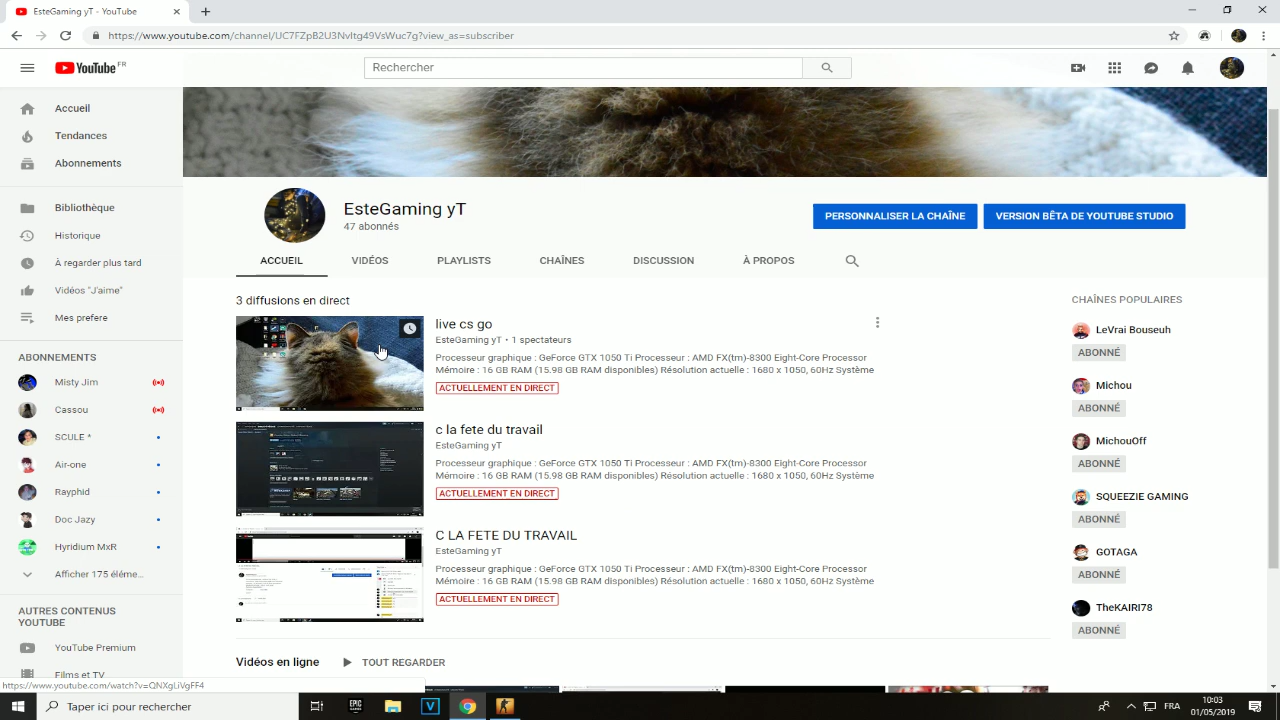 EsteGaming yT - YouTube
https://www.youtube.com/channel/UC7FZpB2U3NvItg49VsWuc7g?view_as=subscriber
YouTube FR
Rechercher
Accueil
Tendances
Abonnements
Bibliothèque
Historique
À regarder plus tard
Vidéos "J'aime"
Mes prefere
ABONNEMENTS
Misty Jim
Cassou
SCULEX
Air-one
RayphiX
Doc Jazy
Hyridium MxR
AUTRES CONTENUS
YOUTUBE
YouTube Premium
Films et TV
EsteGaming yT
47 abonnés
PERSONNALISER LA CHAÎNE
VERSION BÊTA DE YOUTUBE STUDIO
ACCUEIL
VIDÉOS
PLAYLISTS
CHAÎNES
DISCUSSION
À PROPOS
3 diffusions en direct
live cs go
EsteGaming yT • 1 spectateurs
Processeur graphique : GeForce GTX 1050 Ti Processeur : AMD FX(tm)-8300 Eight-Core Processor
Mémoire : 16 GB RAM (15.98 GB RAM disponibles) Résolution actuelle : 1680 x 1050, 60Hz Système
ACTUELLEMENT EN DIRECT
c la fete du travail
EsteGaming yT
Processeur graphique : GeForce GTX 1050 Ti Processeur : AMD FX(tm)-8300 Eight-Core Processor
Mémoire : 16 GB RAM (15.98 GB RAM disponibles) Résolution actuelle : 1680 x 1050, 60Hz Système
ACTUELLEMENT EN DIRECT
C LA FETE DU TRAVAIL
EsteGaming yT
Processeur graphique : GeForce GTX 1050 Ti Processeur : AMD FX(tm)-8300 Eight-Core Processor
Mémoire : 16 GB RAM (15.98 GB RAM disponibles) Résolution actuelle : 1680 x 1050, 60Hz Système
ACTUELLEMENT EN DIRECT
Vidéos en ligne
TOUT REGARDER
CHAÎNES POPULAIRES
LeVrai Bouseuh
ABONNÉ
Michou
ABONNÉ
MichouOff
ABONNÉ
SQUEEZIE GAMING
ABONNÉ
GOTAGA
ABONNÉ
TheKAIRI78
ABONNÉ
https://www.youtube.com/watch?v=QNXgLiVgFF4
Taper ici pour rechercher
EPIC
GAMES
V
FRA
10:03
01/05/2019